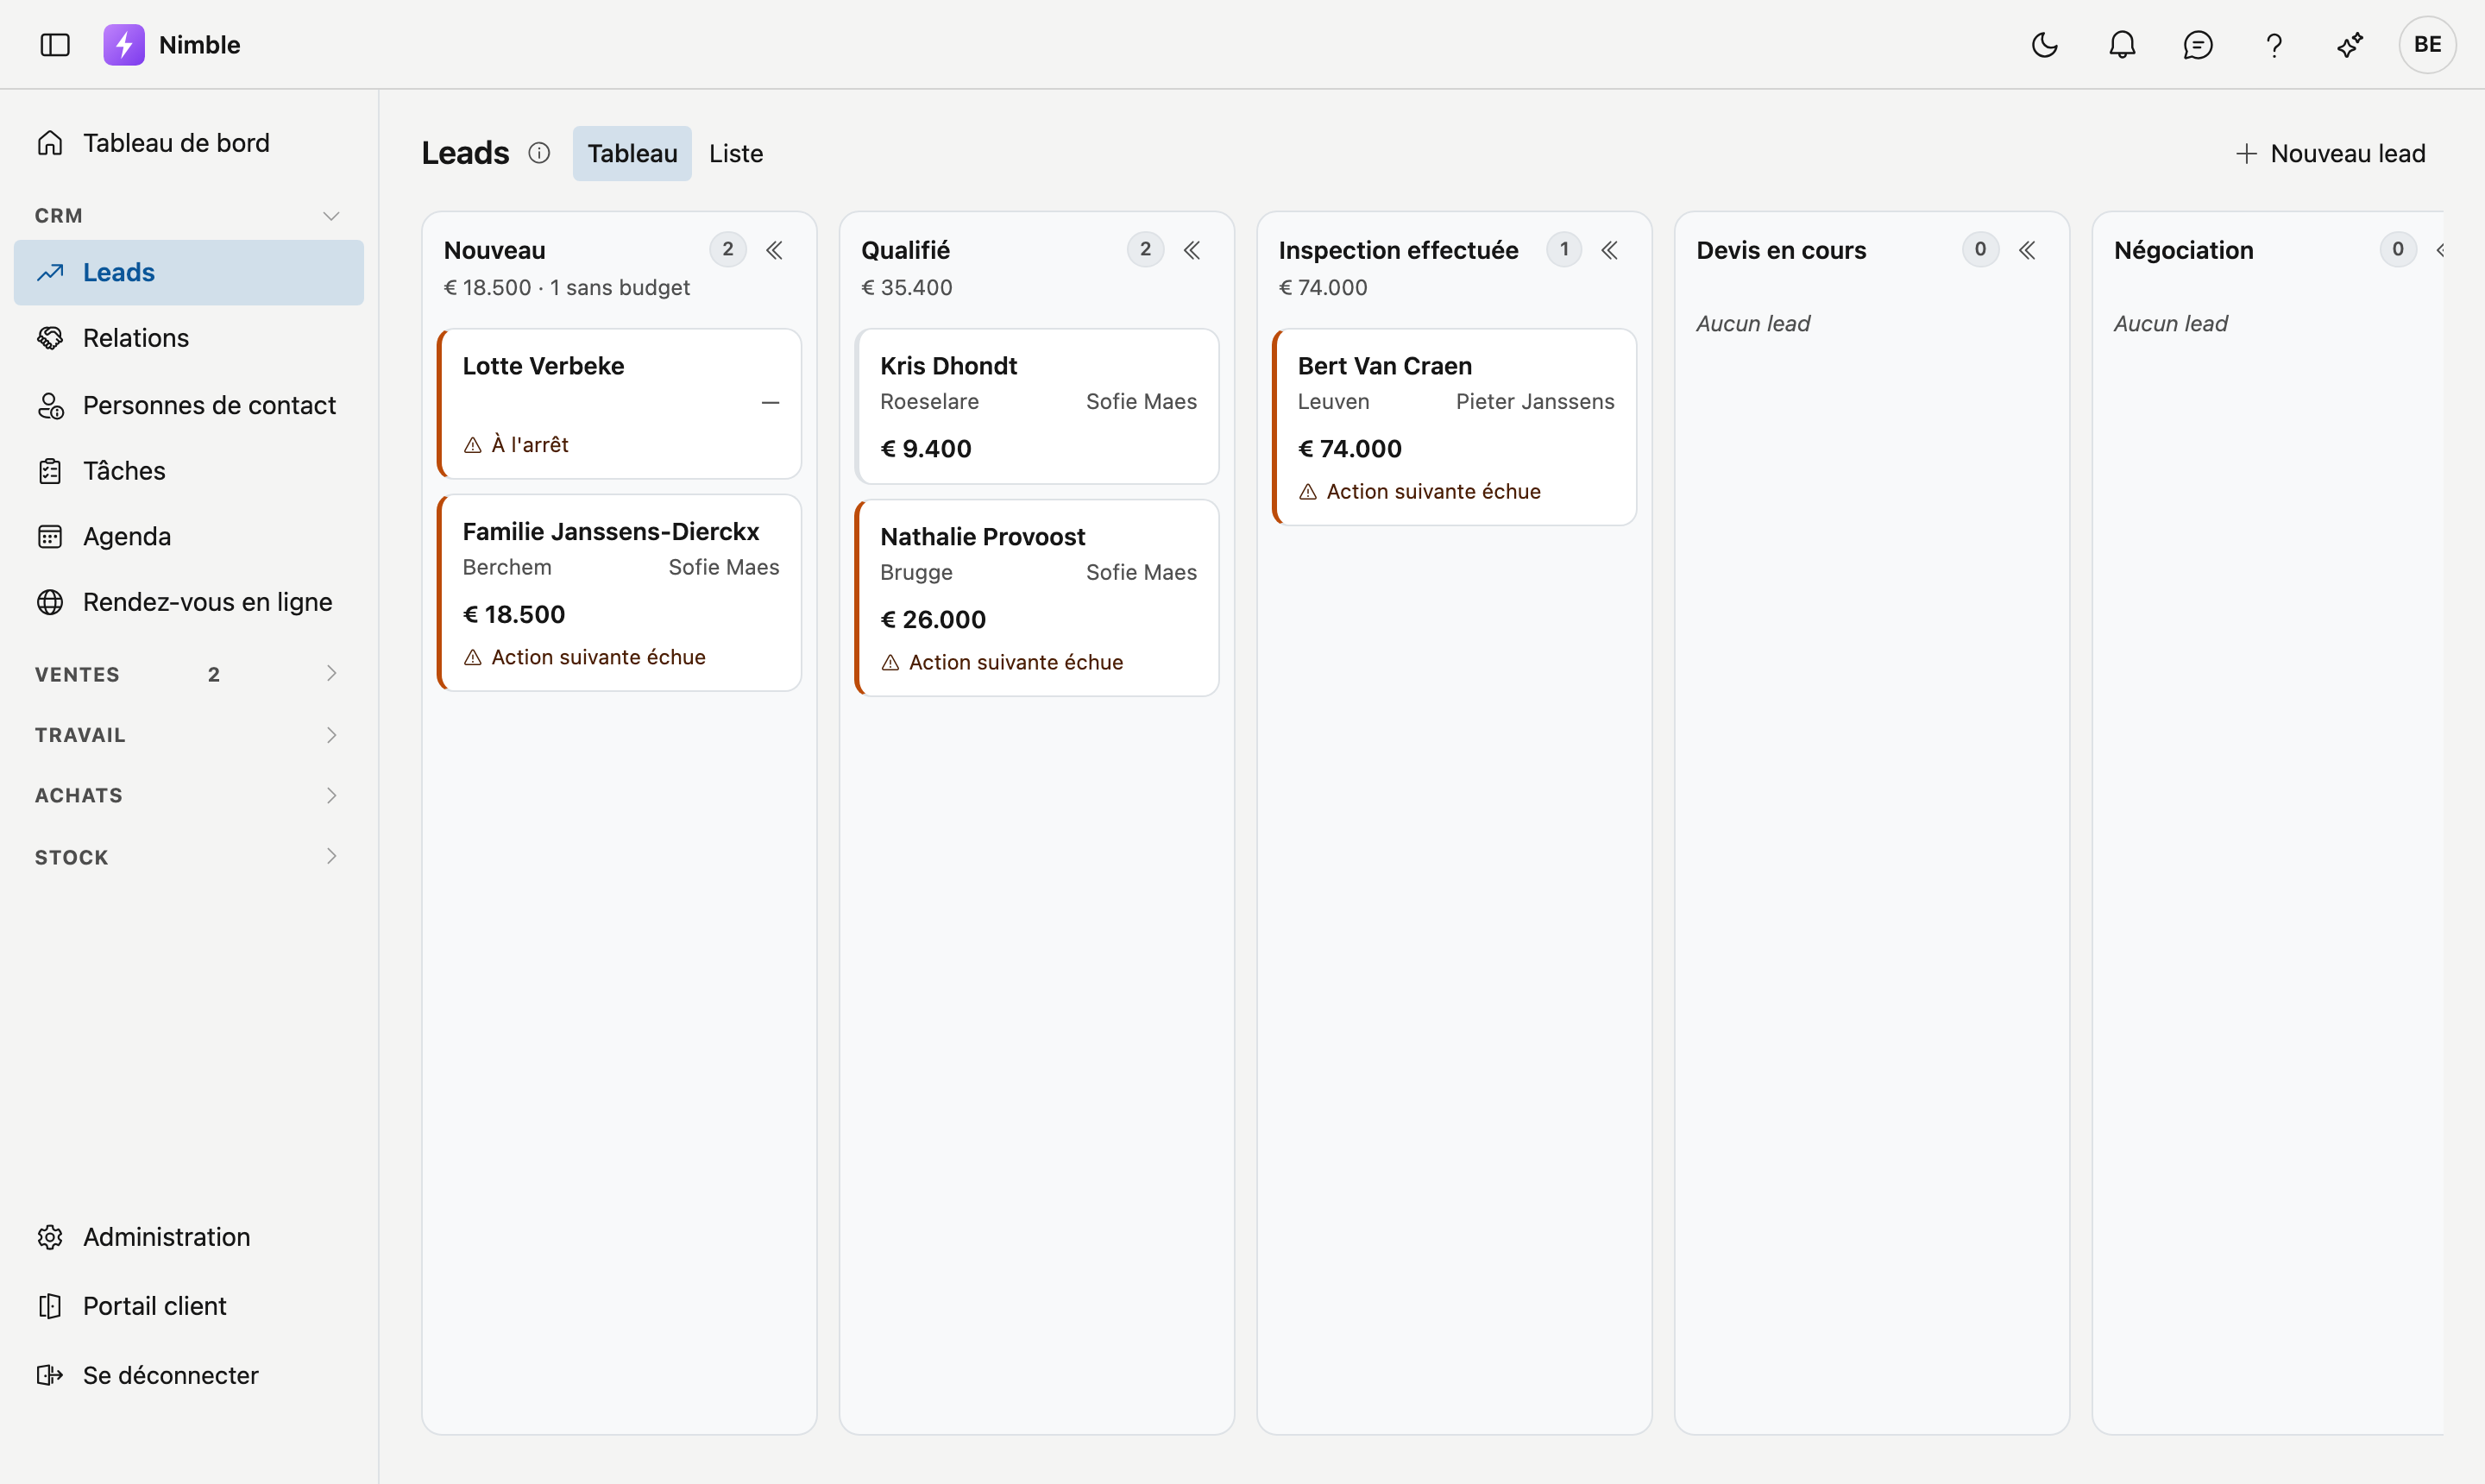 Nimble
BE
Tableau de bord
CRM
Leads
Relations
Personnes de contact
Tâches
Agenda
Rendez-vous en ligne
VENTES 2
TRAVAIL
ACHATS
STOCK
Administration
Portail client
Se déconnecter
Leads
Tableau
Liste
Nouveau lead
Nouveau 2
€ 18.500 · 1 sans budget
Lotte Verbeke
—
À l'arrêt
Familie Janssens-Dierckx
Berchem Sofie Maes
€ 18.500
Action suivante échue
Qualifié 2
€ 35.400
Kris Dhondt
Roeselare Sofie Maes
€ 9.400
Nathalie Provoost
Brugge Sofie Maes
€ 26.000
Action suivante échue
Inspection effectuée 1
€ 74.000
Bert Van Craen
Leuven Pieter Janssens
€ 74.000
Action suivante échue
Devis en cours 0
Aucun lead
Négociation 0
Aucun lead